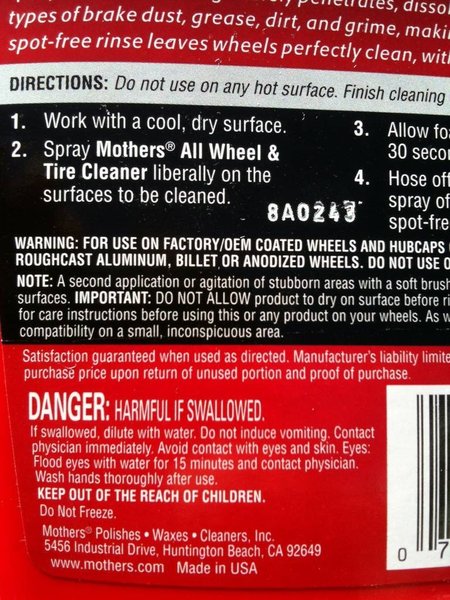 types of brake dust, grease, dirt, and grime,
spot-free rinse leaves wheels perfectly clean,
DIRECTIONS: Do not use on any hot surface. Finish cleaning
1. Work with a cool, dry surface.
2. Spray Mothers® All Wheel &
Tire Cleaner liberally on the
surfaces to be cleaned.
8A0243
3. Allow
30
4. Hose off
spray of
WARNING: FOR USE ON FACTORY/OEM COATED WHEELS AND HUBCAPS
ROUGHCAST ALUMINUM, BILLET OR ANODIZED WHEELS. DO NOT USE
NOTE: A second application or agitation of stubborn areas with a soft brush
surfaces. IMPORTANT: DO NOT ALLOW product to dry on surface before
for care instructions before using this or any product on your wheels. As
compatibility on a small, inconspicuous area.
Satisfaction guaranteed when used as directed. Manufacturer's liability
purchase price upon return of unused portion and proof of purchase.
DANGER: HARMFUL IF SWALLOWED.
If swallowed, dilute with water. Do not induce vomiting. Contact
physician immediately. Avoid contact with eyes and skin. Eyes:
Flood eyes with water for 15 minutes and contact physician.
Wash hands thoroughly after use.
KEEP OUT OF THE REACH OF CHILDREN.
Do Not Freeze.
Mothers® Polishes • Waxes • Cleaners, Inc.
5456 Industrial Drive, Huntington Beach, CA 92649
www.mothers.com Made in USA
0 7